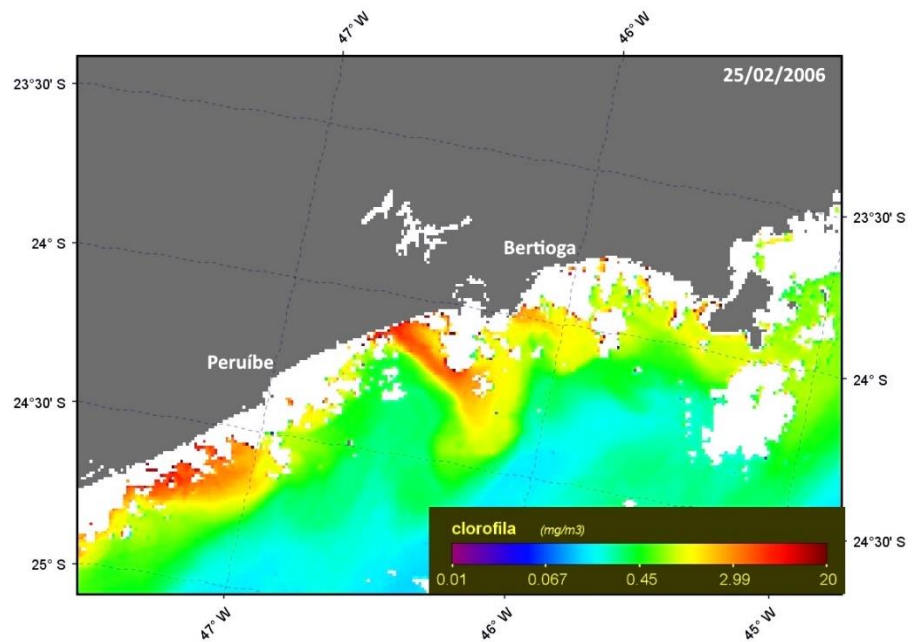 47° W
46° W
25/02/2006
23°30' S
24° S
Bertioga
23°30' S
Peruíbe
24°30' S
24° S
25° S
clorofila (mg/m3)
0.01 0.067 0.45 2.99 20
24°30' S
47° W
46° W
45° W